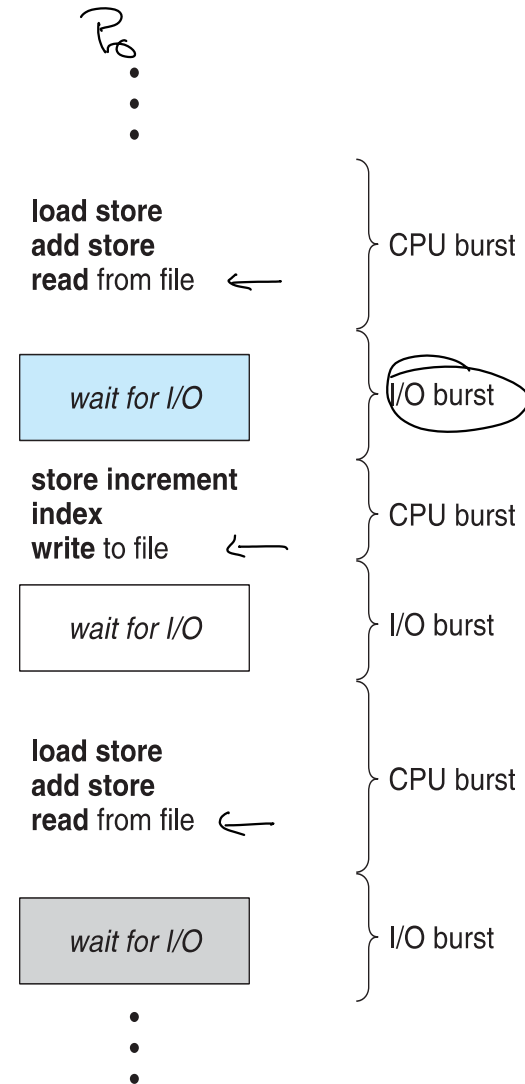 P0
load store
add store
read from file
CPU burst
wait for I/O
I/O burst
store increment
index
write to file
CPU burst
wait for I/O
I/O burst
load store
add store
read from file
CPU burst
wait for I/O
I/O burst